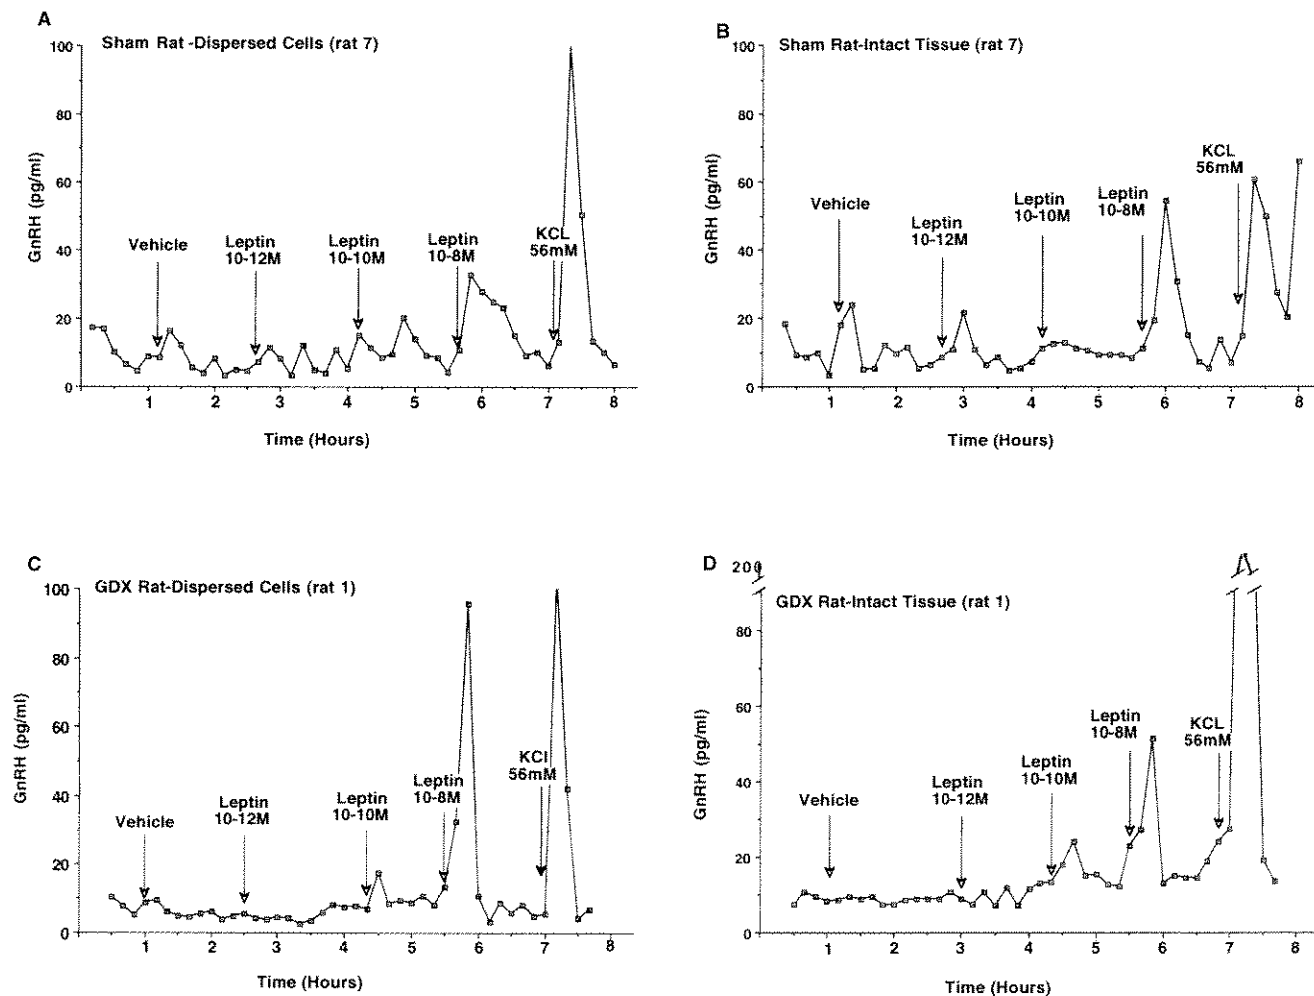 A
Sham Rat -Dispersed Cells (rat 7)
100
80
60
40
20
0
GnRH (pg/ml)
Vehicle
Leptin
10-12M
Leptin
10-10M
Leptin
10-8M
KCL
56mM
1 2 3 4 5 6 7 8
Time (Hours)
B
Sham Rat-Intact Tissue (rat 7)
100
80
60
40
20
0
GnRH (pg/ml)
Vehicle
Leptin
10-12M
Leptin
10-10M
Leptin
10-8M
KCL
56mM
1 2 3 4 5 6 7 8
Time (Hours)
C
GDX Rat-Dispersed Cells (rat 1)
100
80
60
40
20
0
GnRH (pg/ml)
Vehicle
Leptin
10-12M
Leptin
10-10M
Leptin
10-8M
KCl
56mM
1 2 3 4 5 6 7 8
Time (Hours)
D
200
GDX Rat-Intact Tissue (rat 1)
80
60
40
20
0
GnRH (pg/ml)
Vehicle
Leptin
10-12M
Leptin
10-10M
Leptin
10-8M
KCL
56mM
1 2 3 4 5 6 7 8
Time (Hours)